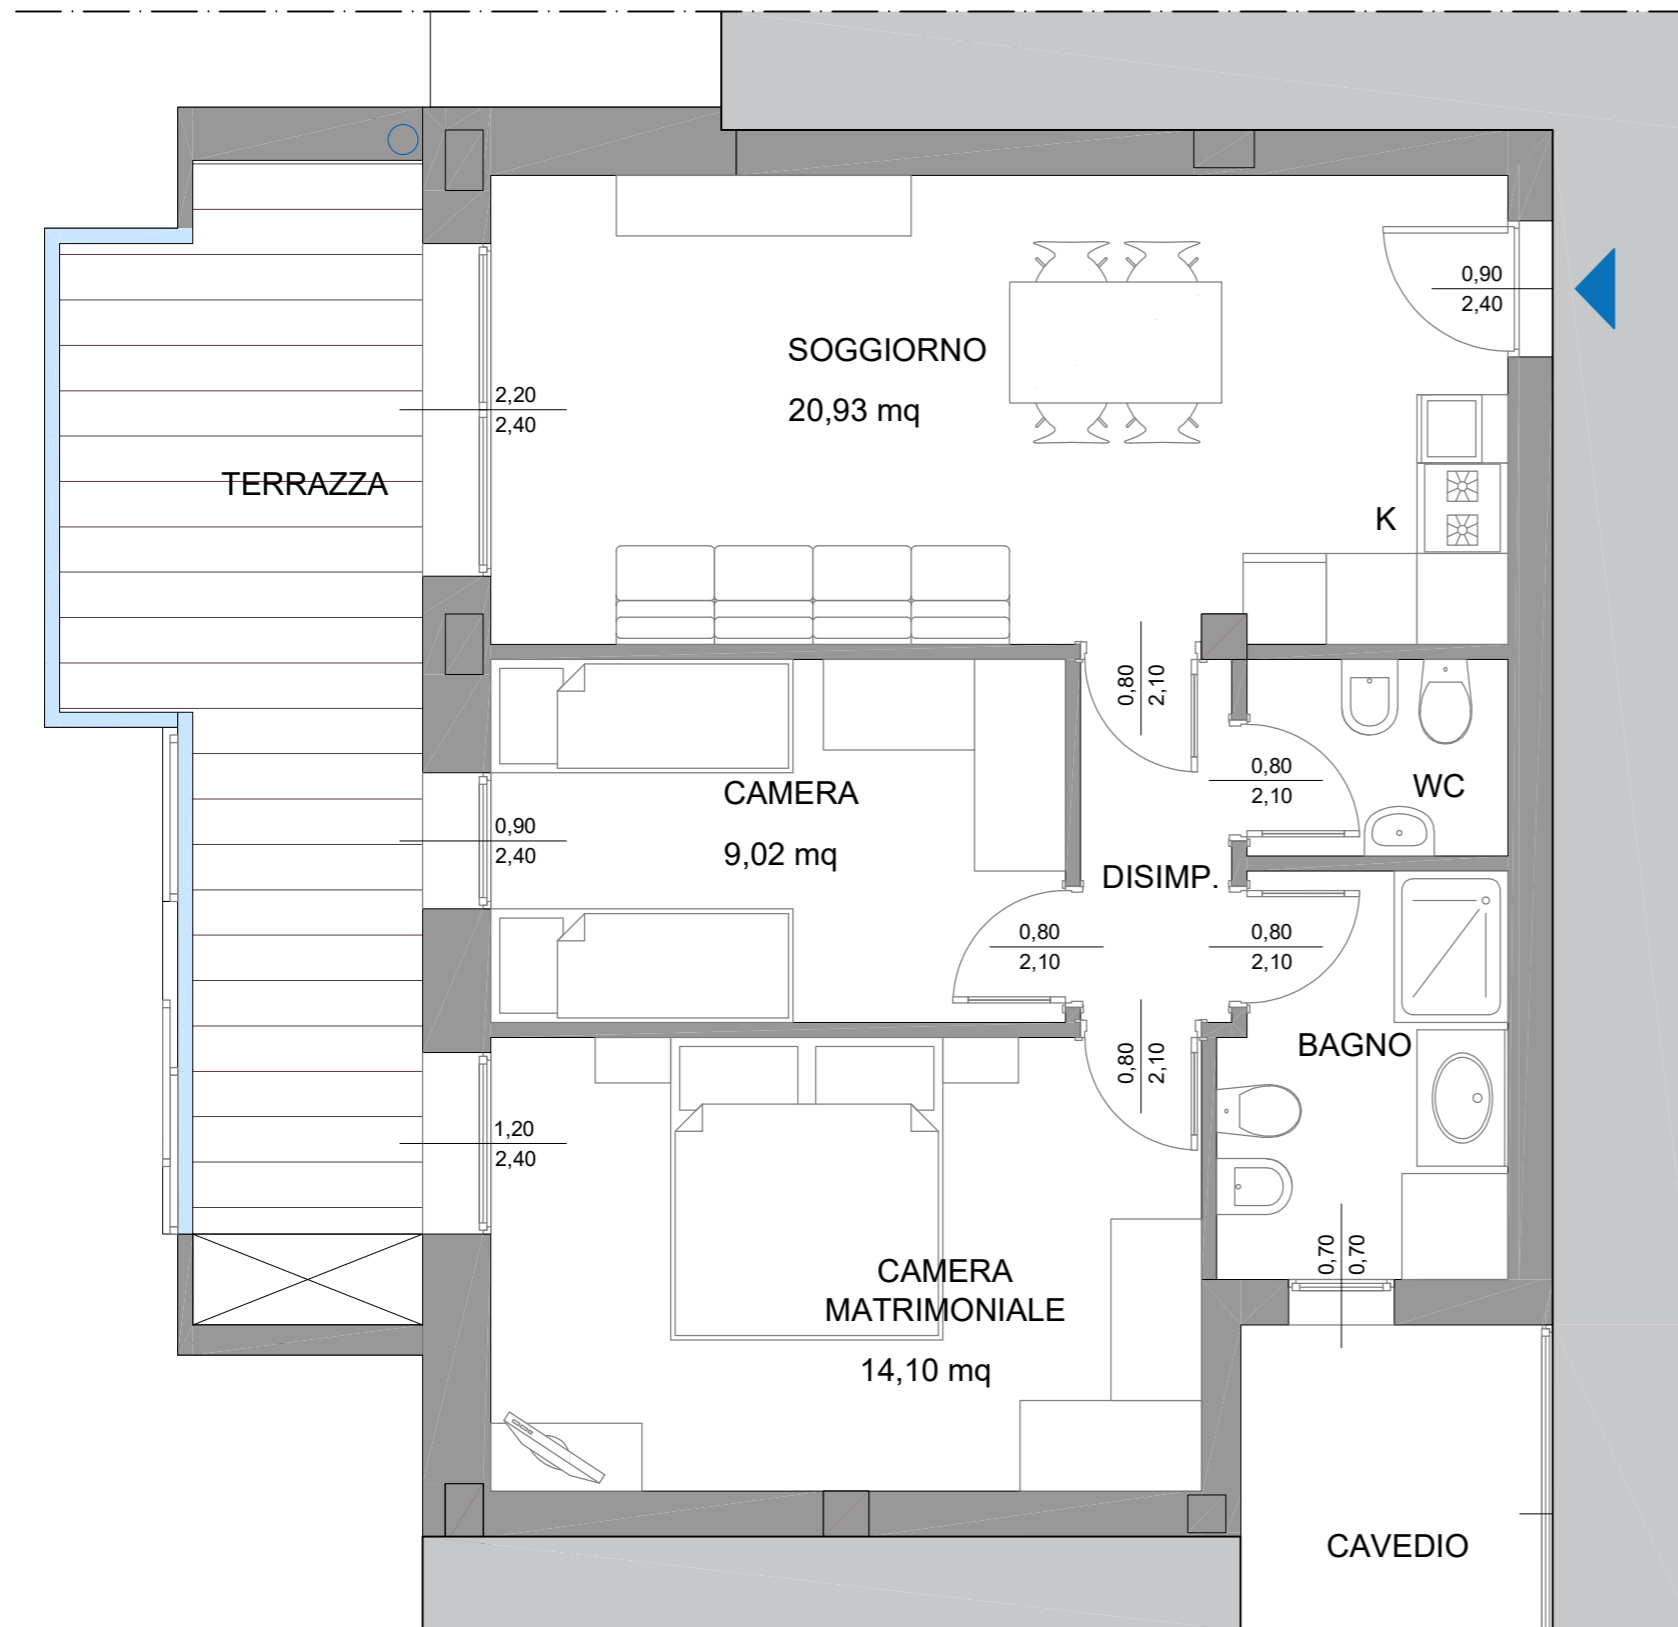 0,90
2,40
SOGGIORNO
20,93 mq
2,20
2,40
TERRAZZA
K
0,80
2,10
0,80
2,10
WC
CAMERA
9,02 mq
0,90
2,40
DISIMP.
0,80
2,10
0,80
2,10
BAGNO
0,80
2,10
1,20
2,40
CAMERA
MATRIMONIALE
14,10 mq
0,70
0,70
CAVEDIO